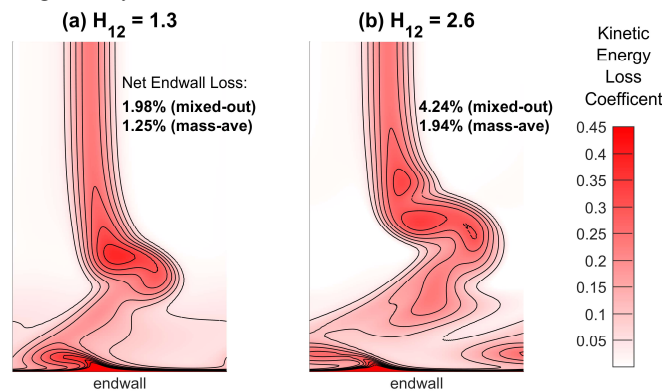 (a) H12 = 1.3
(b) H12 = 2.6
Net Endwall Loss:
1.98% (mixed-out)
1.25% (mass-ave)
4.24% (mixed-out)
1.94% (mass-ave)
Kinetic
Energy
Loss
Coefficent
0.45
0.4
0.35
0.3
0.25
0.2
0.15
0.1
0.05
endwall
endwall